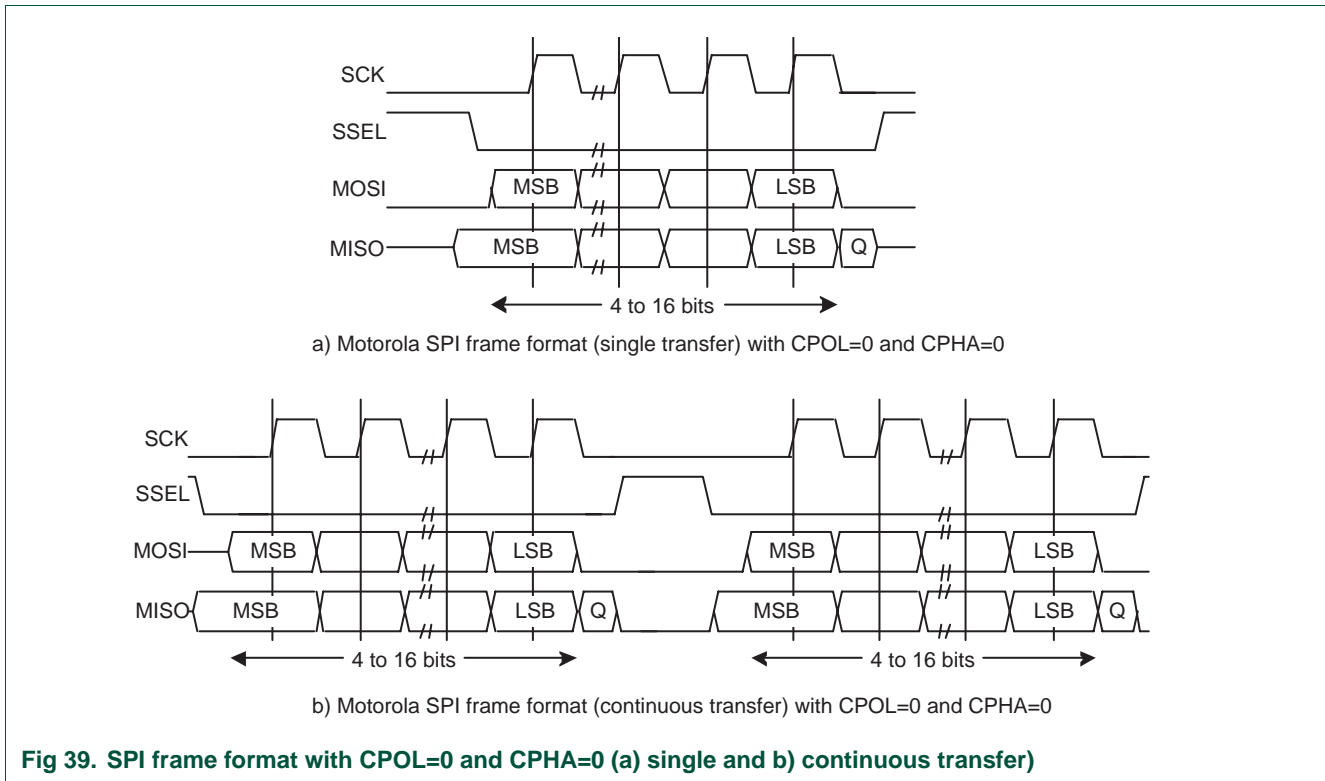 SCK
SSEL
MOSI MSB LSB
MISO MSB LSB Q
4 to 16 bits
a) Motorola SPI frame format (single transfer) with CPOL=0 and CPHA=0
SCK
SSEL
MOSI MSB LSB MSB LSB
MISO MSB LSB Q MSB LSB Q
4 to 16 bits 4 to 16 bits
b) Motorola SPI frame format (continuous transfer) with CPOL=0 and CPHA=0
Fig 39. SPI frame format with CPOL=0 and CPHA=0 (a) single and b) continuous transfer)